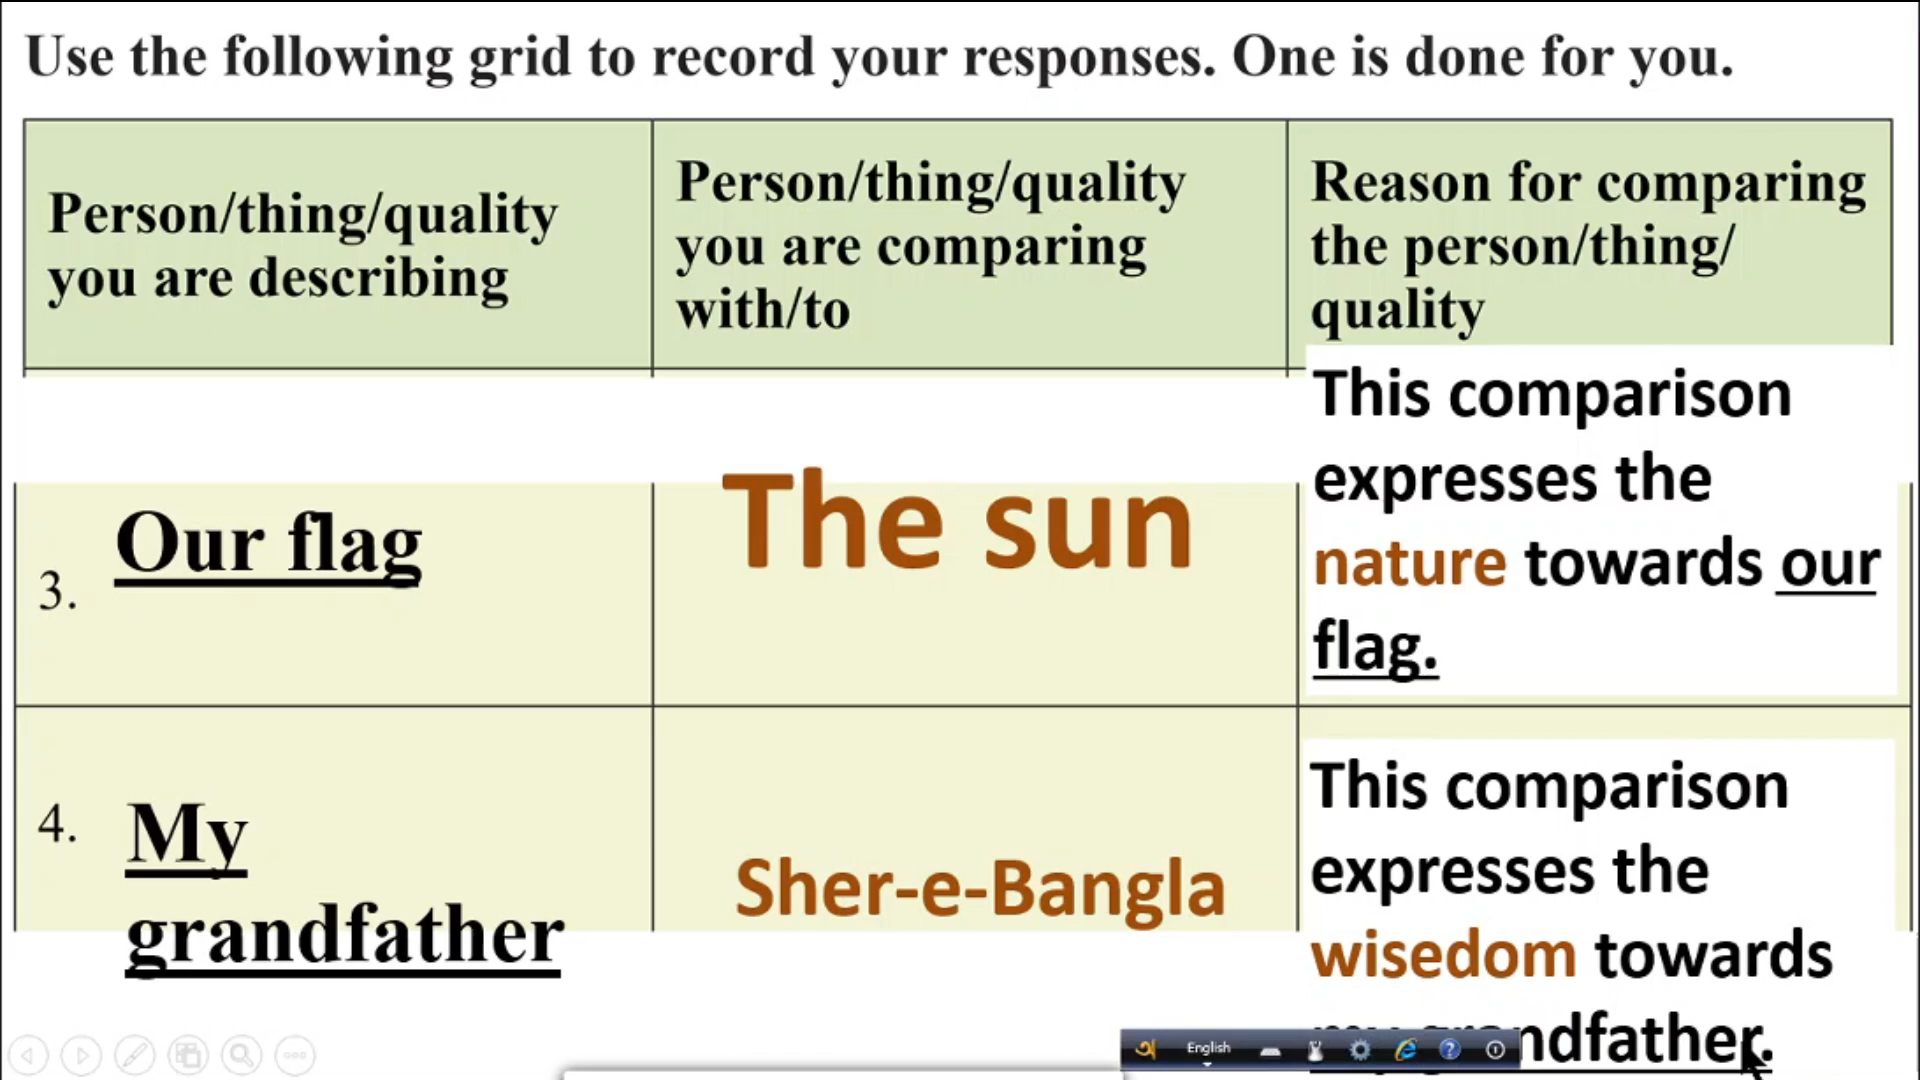 Use the following grid to record your responses. One is done for you.
Person/thing/quality
you are describing
Person/thing/quality
you are comparing
with/to
Reason for comparing
the person/thing/
quality
3.
Our flag
The sun
This comparison
expresses the
nature towards our
flag.
4.
My
grandfather
Sher-e-Bangla
This comparison
expresses the
wisedom towards
my grandfather.
English